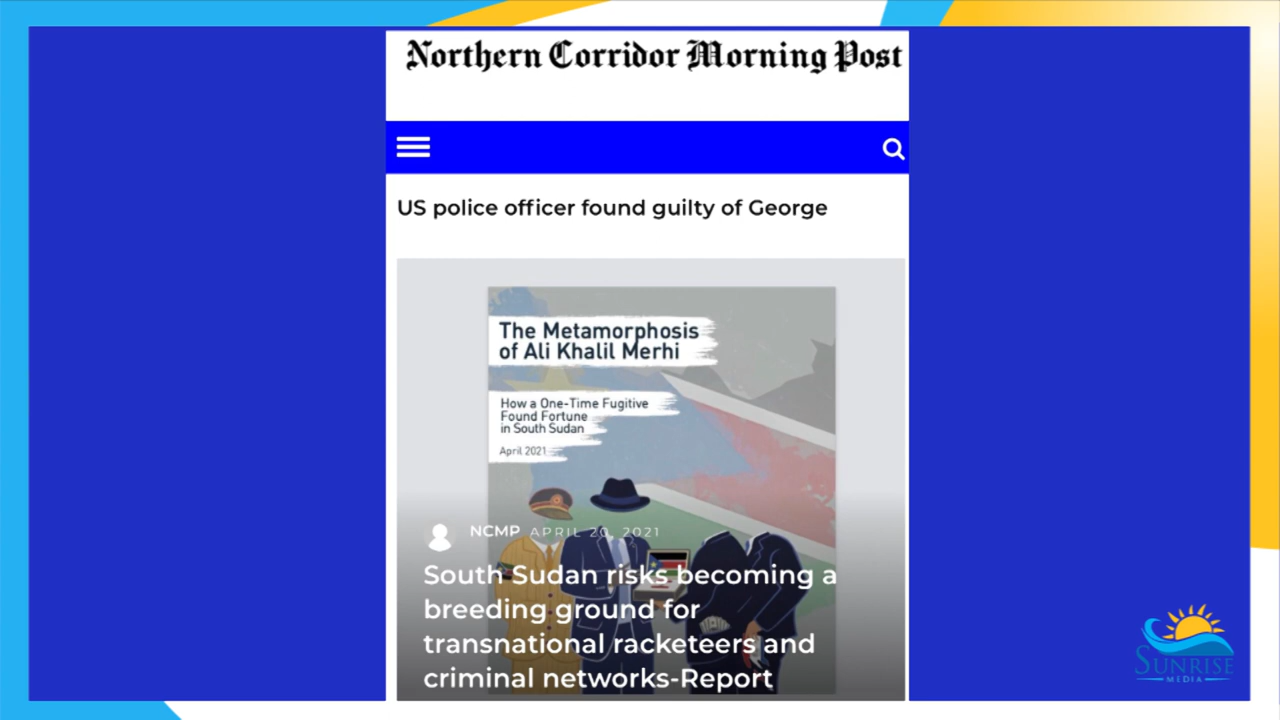 Northern Corridor Morning Post
US police officer found guilty of George
The Metamorphosis
of Ali Khalil Merhi
How a One-Time Fugitive
Found Fortune
in South Sudan
April 2021
NCMP APRIL 20, 2021
South Sudan risks becoming a
breeding ground for
transnational racketeers and
criminal networks-Report
SUNRISE
MEDIA